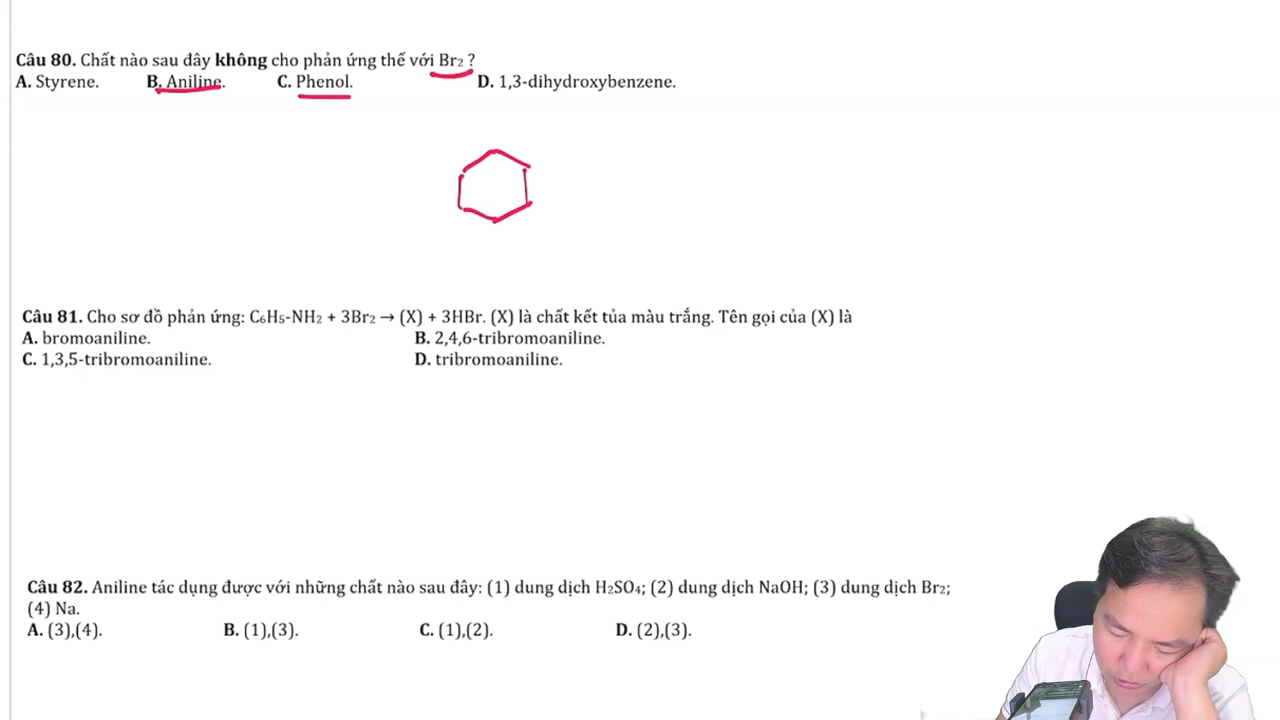 Câu 80. Chất nào sau đây không cho phản ứng thế với Br₂ ?
A. Styrene. B. Aniline. C. Phenol. D. 1,3-dihydroxybenzene.
Câu 81. Cho sơ đồ phản ứng: C₆H₅-NH₂ + 3Br₂ → (X) + 3HBr. (X) là chất kết tủa màu trắng. Tên gọi của (X) là
A. bromoaniline. B. 2,4,6-tribromoaniline.
C. 1,3,5-tribromoaniline. D. tribromoaniline.
Câu 82. Aniline tác dụng được với những chất nào sau đây: (1) dung dịch H₂SO₄; (2) dung dịch NaOH; (3) dung dịch Br₂;
(4) Na.
A. (3),(4). B. (1),(3). C. (1),(2). D. (2),(3).